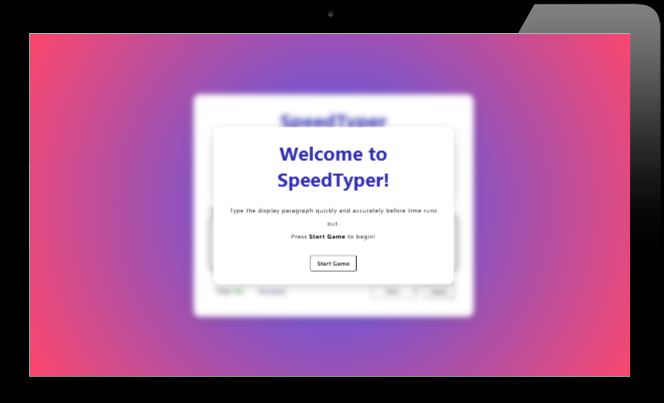 SpeedTyper
Welcome to
SpeedTyper!
Type the display paragraph quickly and accurately before time runs
out.
Press Start Game to begin!
Start Game